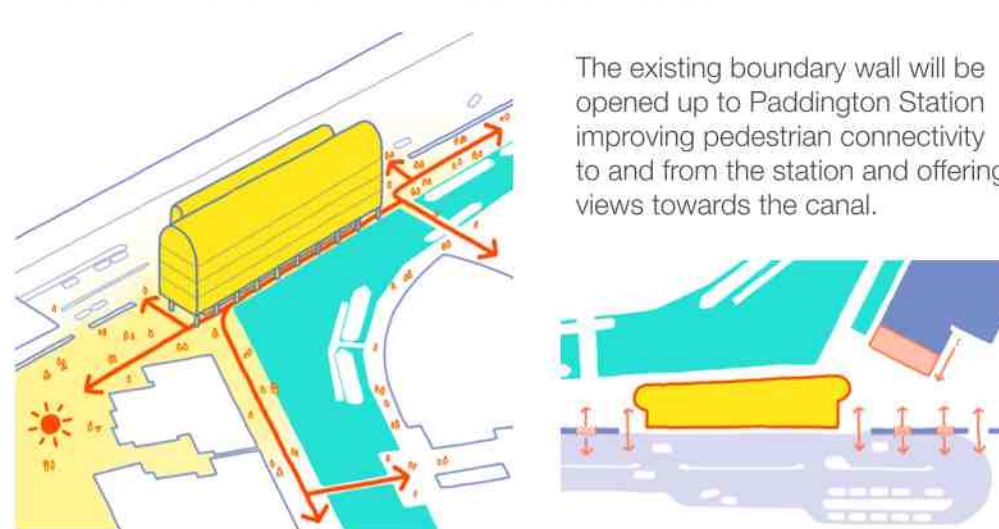 The existing boundary wall will be
opened up to Paddington Station
improving pedestrian connectivity
to and from the station and offering
views towards the canal.